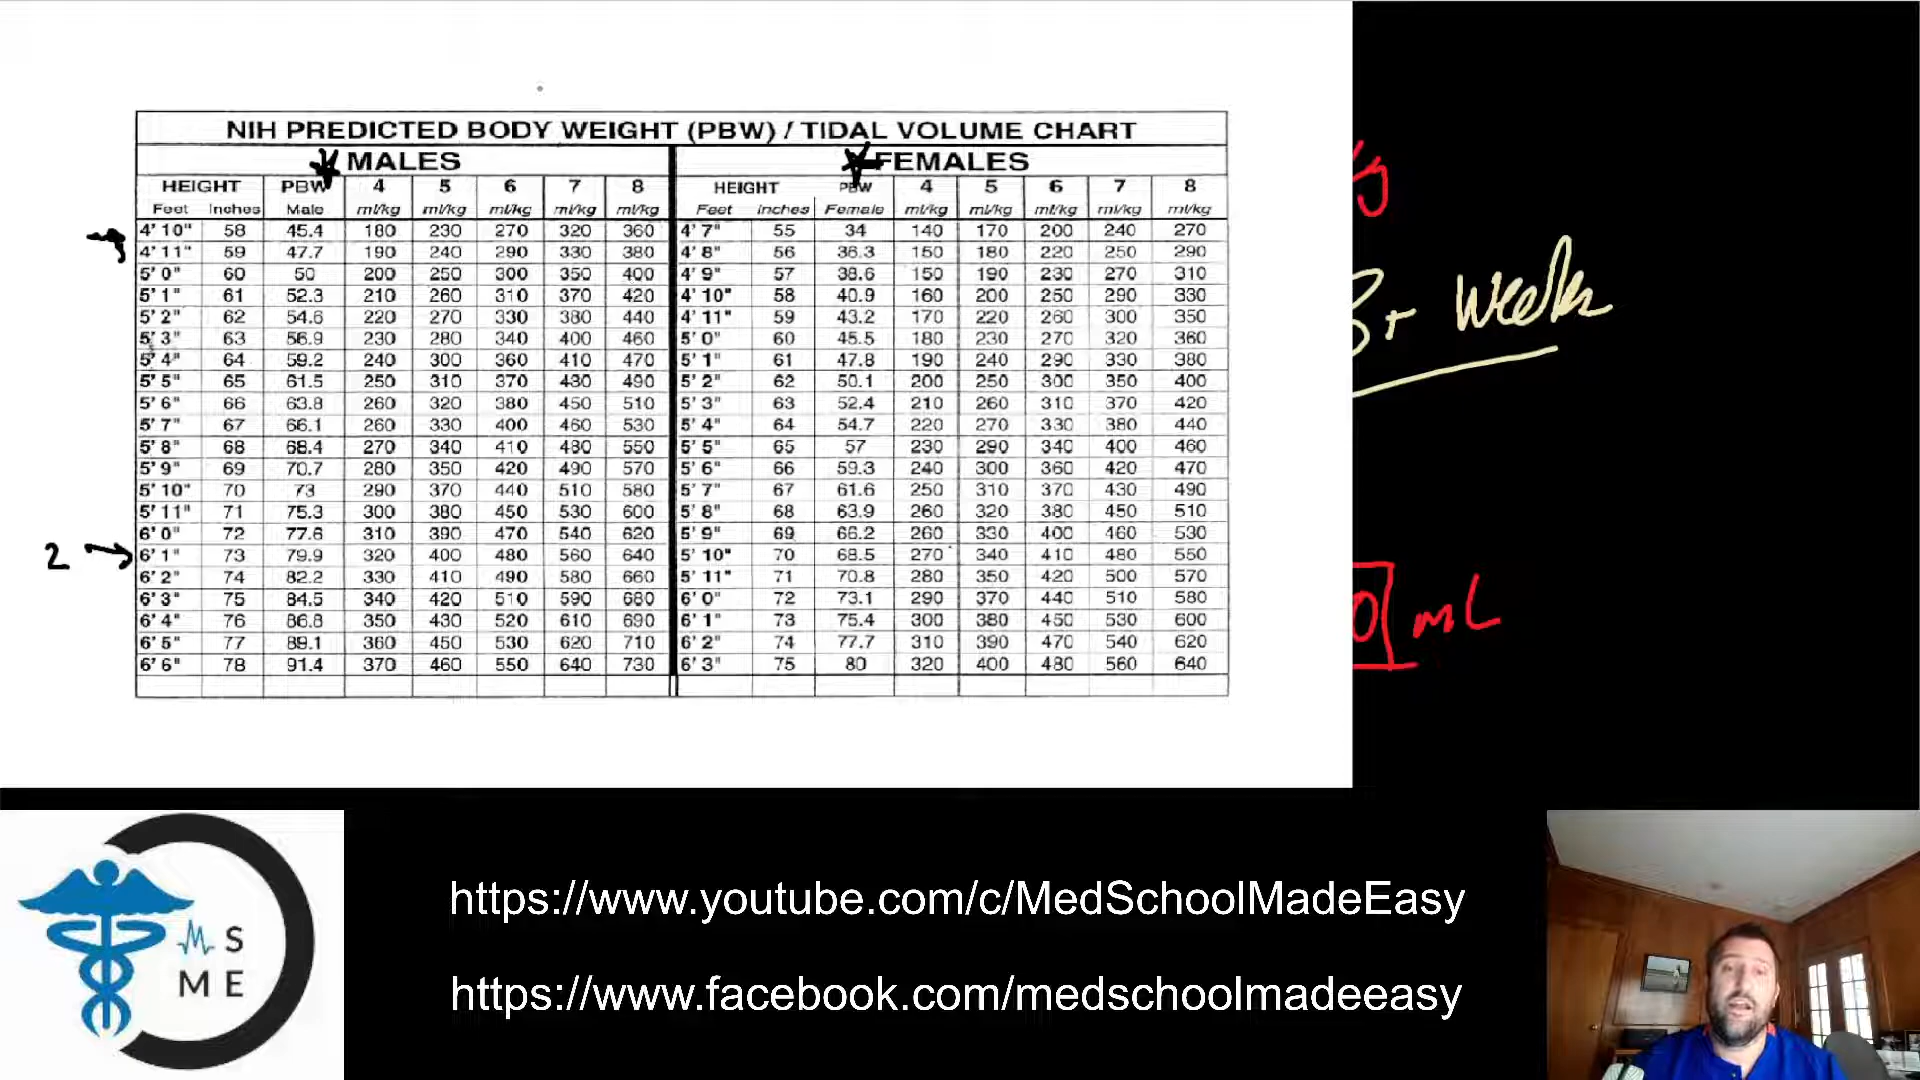 NIH PREDICTED BODY WEIGHT (PBW) / TIDAL VOLUME CHART
MALES FEMALES
HEIGHT PBW 4 5 6 7 8 HEIGHT PBW 4 5 6 7 8
Feet Inches Male ml/kg ml/kg ml/kg ml/kg ml/kg Feet Inches Female ml/kg ml/kg ml/kg ml/kg ml/kg
4' 10" 58 45.4 180 230 270 320 360 4' 7" 55 34 140 170 200 240 270
4' 11" 59 47.7 190 240 290 330 380 4' 8" 56 36.3 150 180 220 250 290
5' 0" 60 50 200 250 300 350 400 4' 9" 57 38.6 150 190 230 270 310
5' 1" 61 52.3 210 260 310 370 420 4' 10" 58 40.9 160 200 250 290 330
5' 2" 62 54.6 220 270 330 380 440 4' 11" 59 43.2 170 220 260 300 350
5' 3" 63 56.9 230 280 340 400 460 5' 0" 60 45.5 180 230 270 320 360
5' 4" 64 59.2 240 300 360 410 470 5' 1" 61 47.8 190 240 290 330 380
5' 5" 65 61.5 250 310 370 430 490 5' 2" 62 50.1 200 250 300 350 400
5' 6" 66 63.8 260 320 380 450 510 5' 3" 63 52.4 210 260 310 370 420
5' 7" 67 66.1 260 330 400 460 530 5' 4" 64 54.7 220 270 330 380 440
5' 8" 68 68.4 270 340 410 480 550 5' 5" 65 57 230 290 340 400 460
5' 9" 69 70.7 280 350 420 490 570 5' 6" 66 59.3 240 300 360 420 470
5' 10" 70 73 290 370 440 510 580 5' 7" 67 61.6 250 310 370 430 490
5' 11" 71 75.3 300 380 450 530 600 5' 8" 68 63.9 260 320 380 450 510
6' 0" 72 77.6 310 390 470 540 620 5' 9" 69 66.2 260 330 400 460 530
2 6' 1" 73 79.9 320 400 480 560 640 5' 10" 70 68.5 270 340 410 480 550
6' 2" 74 82.2 330 410 490 580 660 5' 11" 71 70.8 280 350 420 500 570
6' 3" 75 84.5 340 420 510 590 680 6' 0" 72 73.1 290 370 440 510 580
6' 4" 76 86.8 350 430 520 610 690 6' 1" 73 75.4 300 380 450 530 600
6' 5" 77 89.1 360 450 530 620 710 6' 2" 74 77.7 310 390 470 540 620
6' 6" 78 91.4 370 460 550 640 730 6' 3" 75 80 320 400 480 560 640
3+ weeks
0 mL
M S
M E
https://www.youtube.com/c/MedSchoolMadeEasy
https://www.facebook.com/medschoolmadeeasy